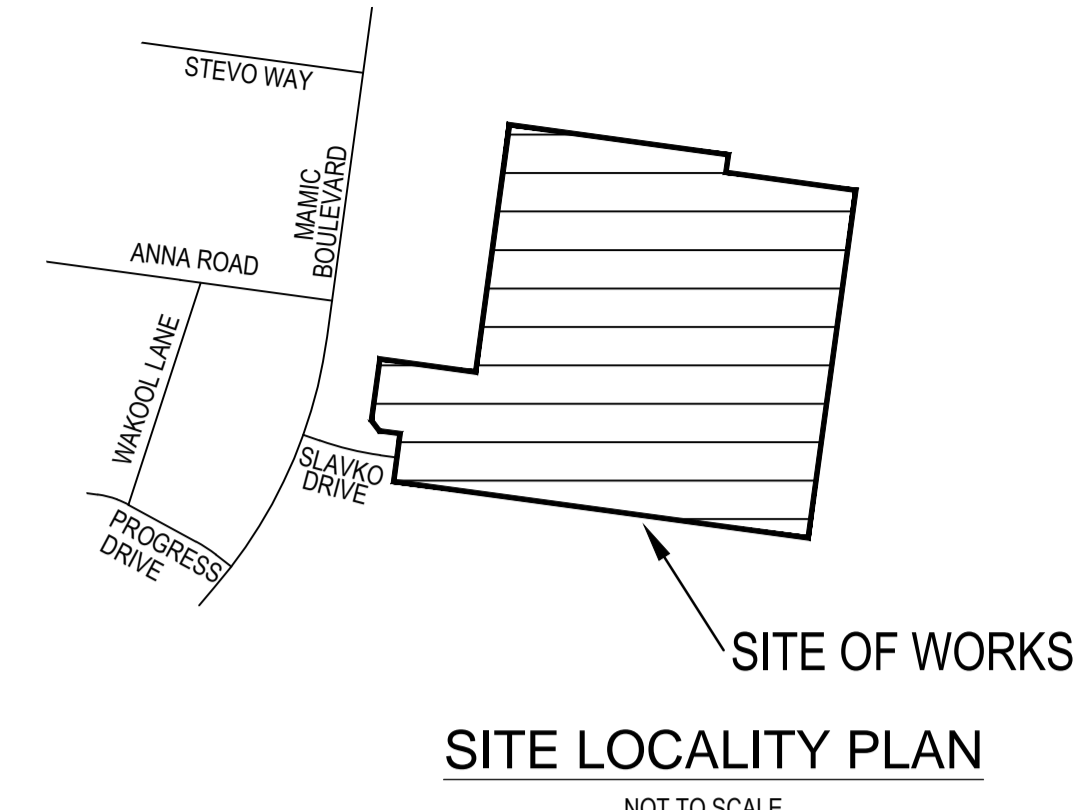 STEVO WAY
MAMIC
BOULEVARD
ANNA ROAD
WAKOOL LANE
SLAVKO
DRIVE
PROGRESS
DRIVE
SITE OF WORKS
SITE LOCALITY PLAN
NOT TO SCALE